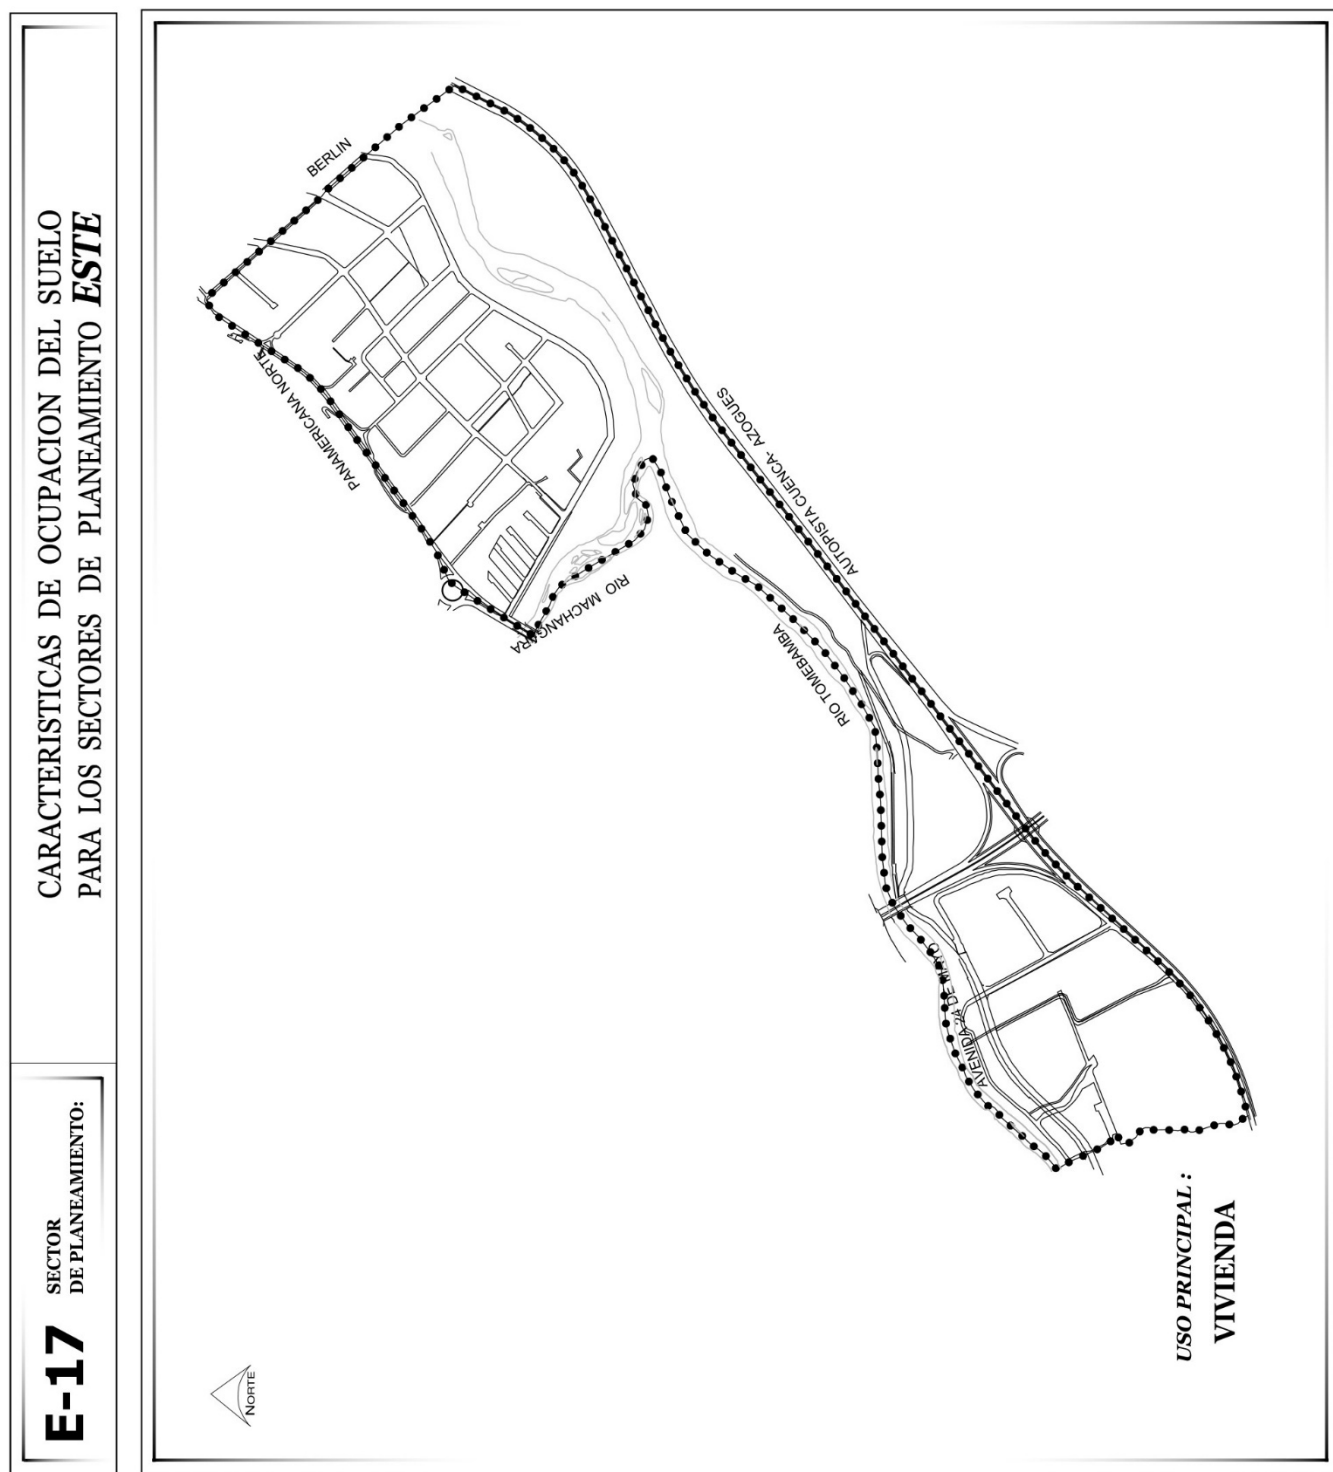 E-17
SECTOR
DE PLANEAMIENTO:
CARACTERISTICAS DE OCUPACION DEL SUELO
PARA LOS SECTORES DE PLANEAMIENTO ESTE
NORTE
BERLIN
PANAMERICANA NORTE
RIO MACHANGARA
AUTOPISTA CUENCA- AZOGUES
RIO TOMEBAMBA
AVENIDA 24 DE MAYO
USO PRINCIPAL :
VIVIENDA